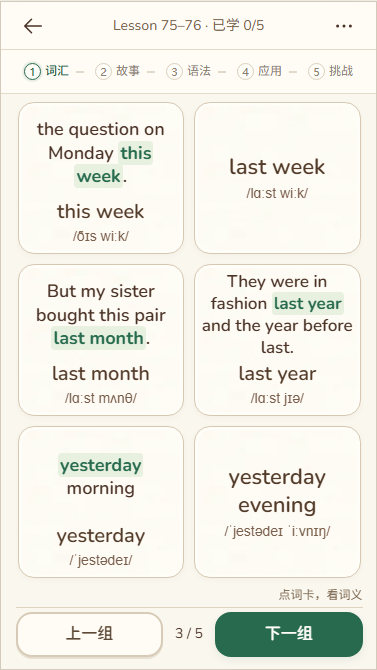 Lesson 75–76 · 已学 0/5
1 词汇 – 2 故事 – 3 语法 – 4 应用 – 5 挑战
the question on
Monday this
week.
this week
/ðɪs wiːk/
last week
/lɑːst wiːk/
But my sister
bought this pair
last month.
last month
/lɑːst mʌnθ/
They were in
fashion last year
and the year before
last.
last year
/lɑːst jɪə/
yesterday
morning
yesterday
/ˈjestədeɪ/
yesterday
evening
/ˈjestədeɪ ˈiːvnɪŋ/
点词卡，看词义
上一组
3 / 5
下一组